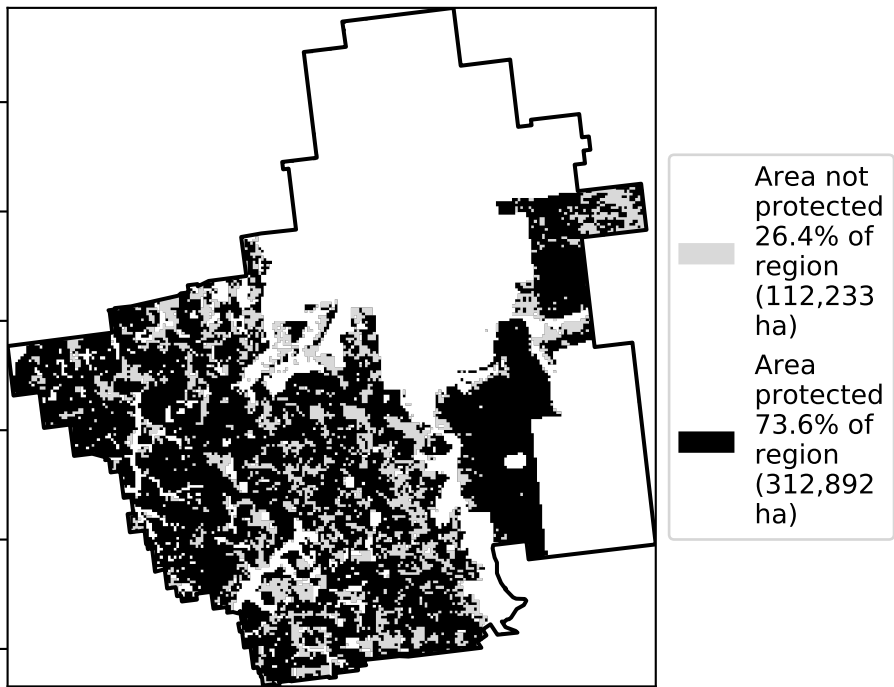 Area not
protected
26.4% of
region
(112,233
ha)
Area
protected
73.6% of
region
(312,892
ha)